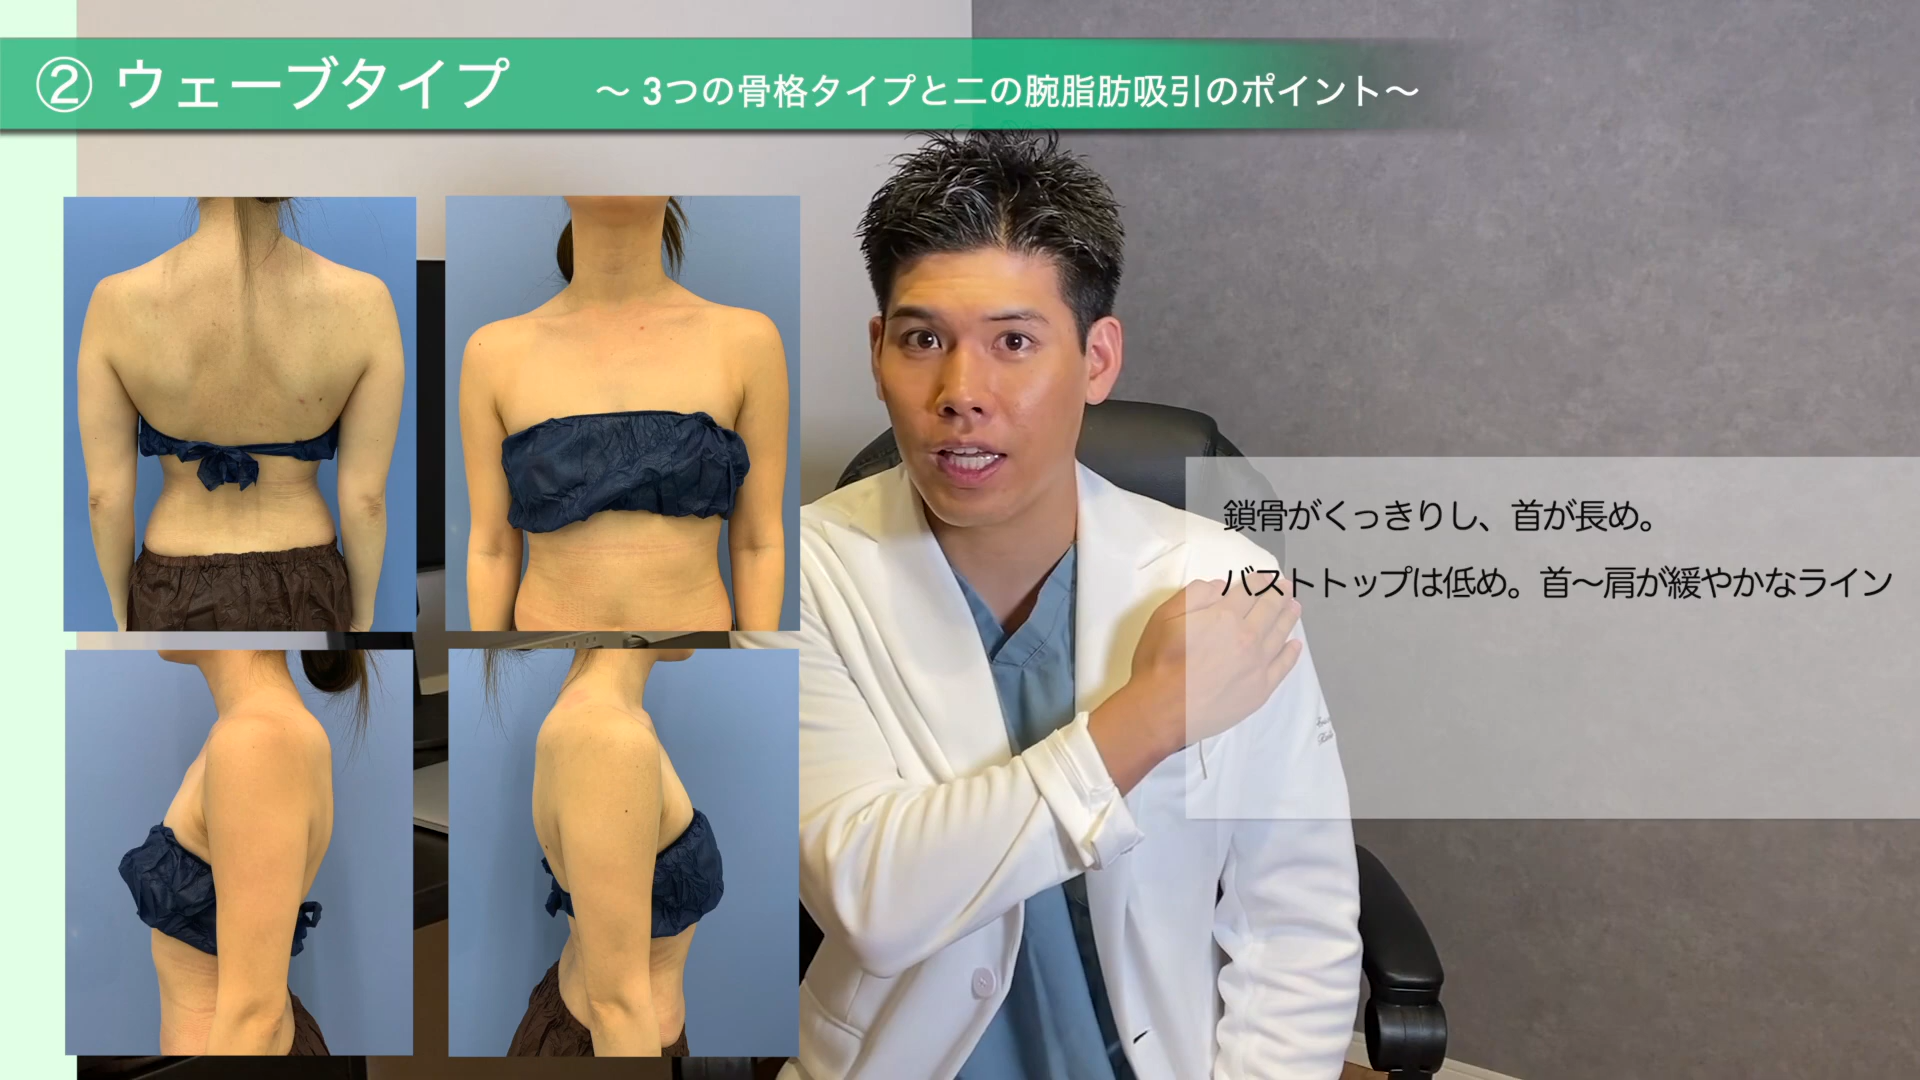 ② ウェーブタイプ ～ 3つの骨格タイプと二の腕脂肪吸引のポイント～
鎖骨がくっきりし、首が長め。
バストトップは低め。首～肩が緩やかなライン